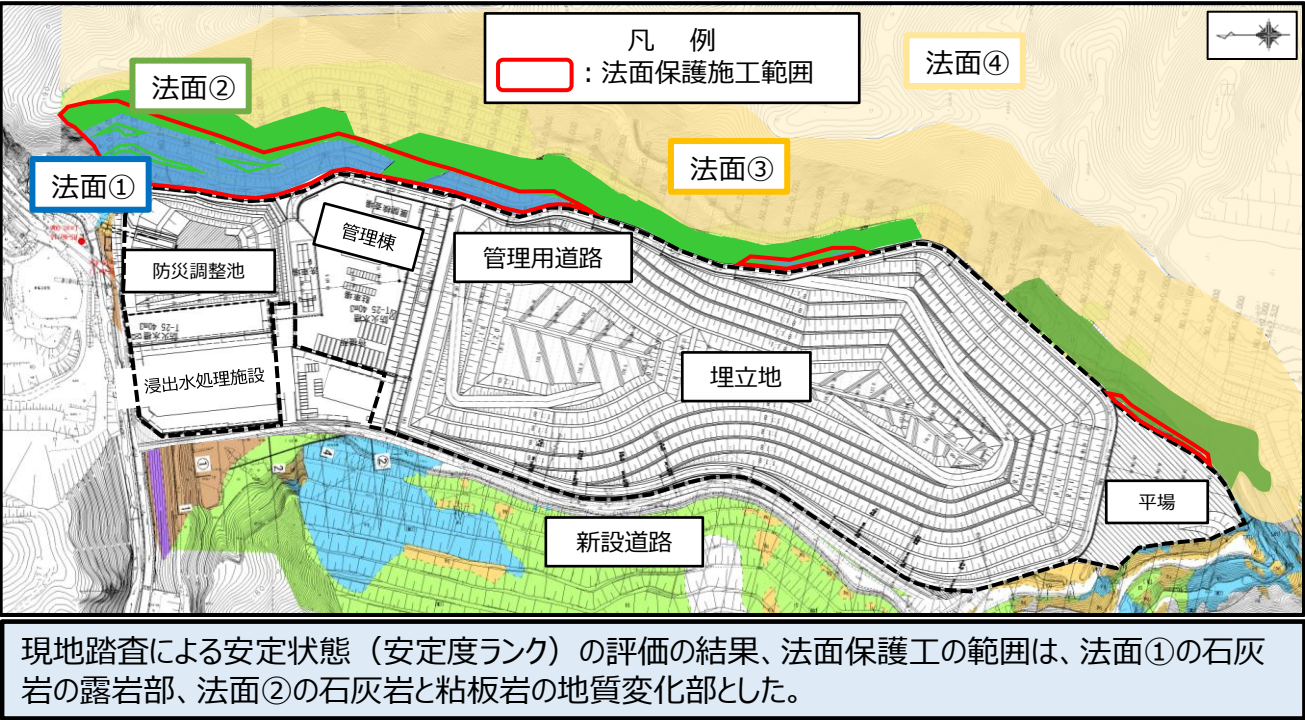 凡 例
：法面保護施工範囲
法面④
法面②
法面③
法面①
管理棟
管理用道路
防災調整池
埋立地
浸出水処理施設
平場
新設道路
現地踏査による安定状態（安定度ランク）の評価の結果、法面保護工の範囲は、法面①の石灰
岩の露岩部、法面②の石灰岩と粘板岩の地質変化部とした。